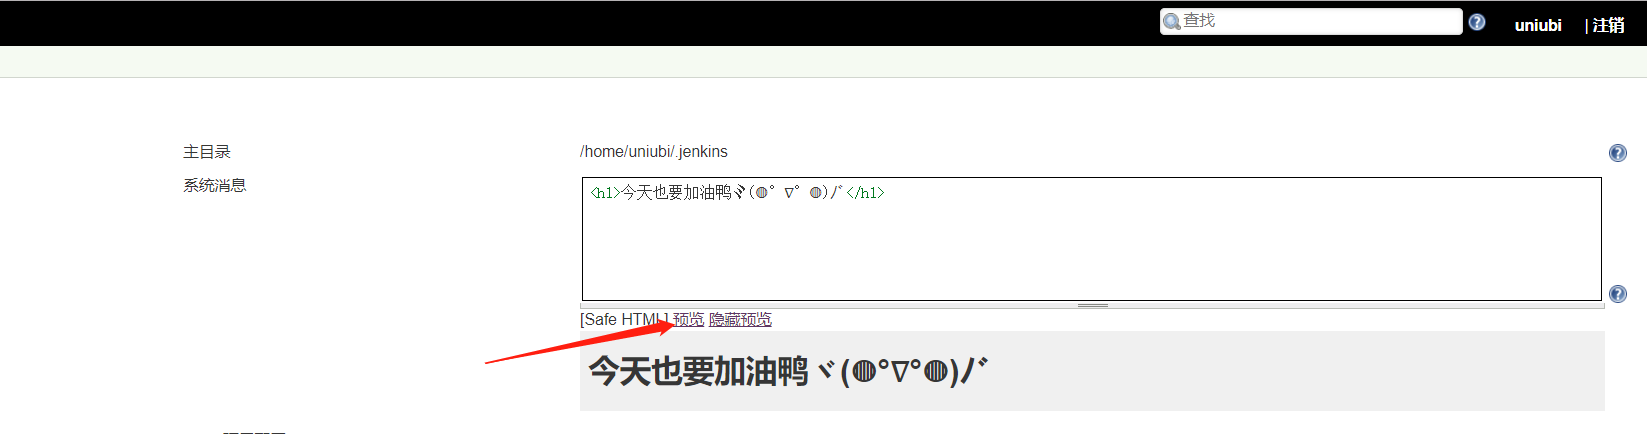 查找
uniubi | 注销
主目录 /home/uniubi/.jenkins
系统消息
<h1>今天也要加油鸭ヾ(◍°∇°◍)ノﾞ</h1>
[Safe HTML] 预览 隐藏预览
今天也要加油鸭ヾ(◍°∇°◍)ノﾞ